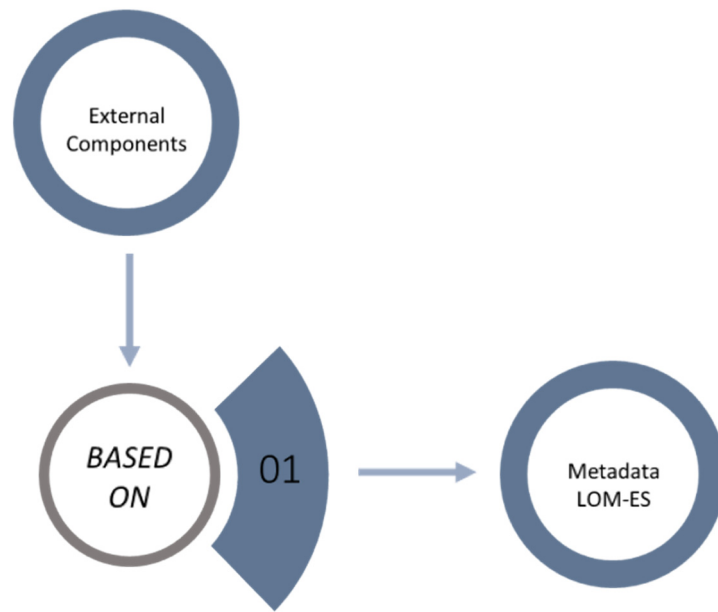 External
Components
BASED
ON
01
Metadata
LOM-ES